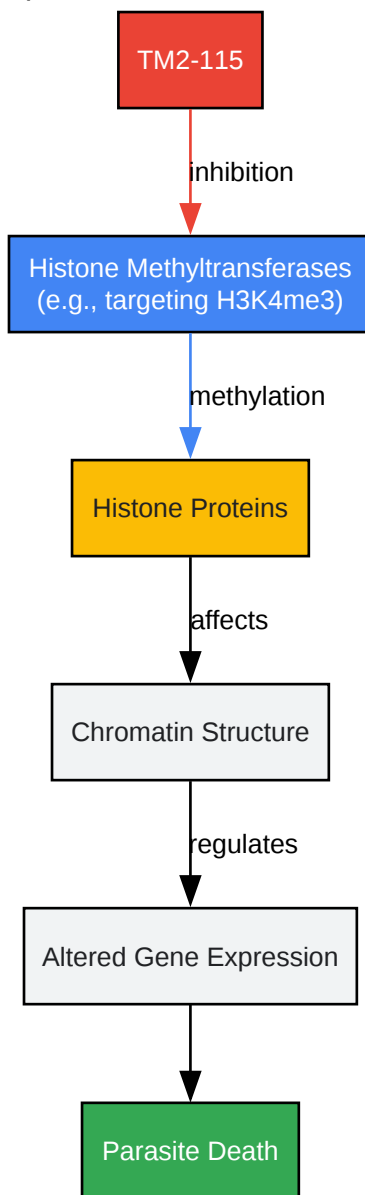 TM2-115
inhibition
Histone Methyltransferases
(e.g., targeting H3K4me3)
methylation
Histone Proteins
affects
Chromatin Structure
regulates
Altered Gene Expression
Parasite Death